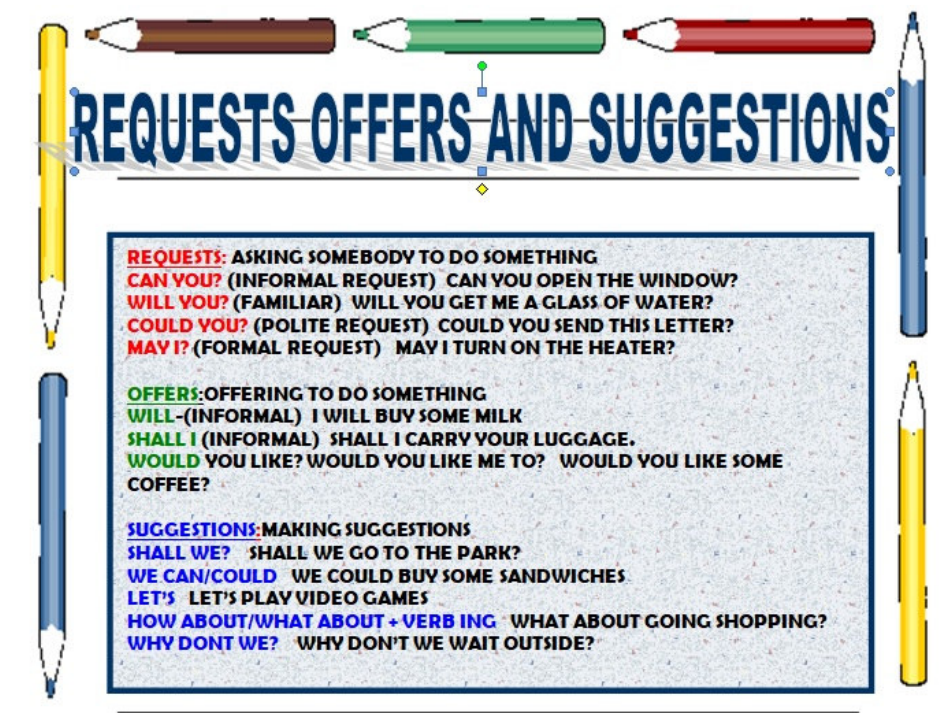 REQUESTS OFFERS AND SUGGESTIONS
REQUESTS: ASKING SOMEBODY TO DO SOMETHING
CAN YOU? (INFORMAL REQUEST) CAN YOU OPEN THE WINDOW?
WILL YOU? (FAMILIAR) WILL YOU GET ME A GLASS OF WATER?
COULD YOU? (POLITE REQUEST) COULD YOU SEND THIS LETTER?
MAY I? (FORMAL REQUEST) MAY I TURN ON THE HEATER?
OFFERS:OFFERING TO DO SOMETHING
WILL-(INFORMAL) I WILL BUY SOME MILK
SHALL I (INFORMAL) SHALL I CARRY YOUR LUGGAGE.
WOULD YOU LIKE? WOULD YOU LIKE ME TO? WOULD YOU LIKE SOME
COFFEE?
SUGGESTIONS:MAKING SUGGESTIONS
SHALL WE? SHALL WE GO TO THE PARK?
WE CAN/COULD WE COULD BUY SOME SANDWICHES
LET'S LET'S PLAY VIDEO GAMES
HOW ABOUT/WHAT ABOUT + VERB ING WHAT ABOUT GOING SHOPPING?
WHY DONT WE? WHY DON'T WE WAIT OUTSIDE?